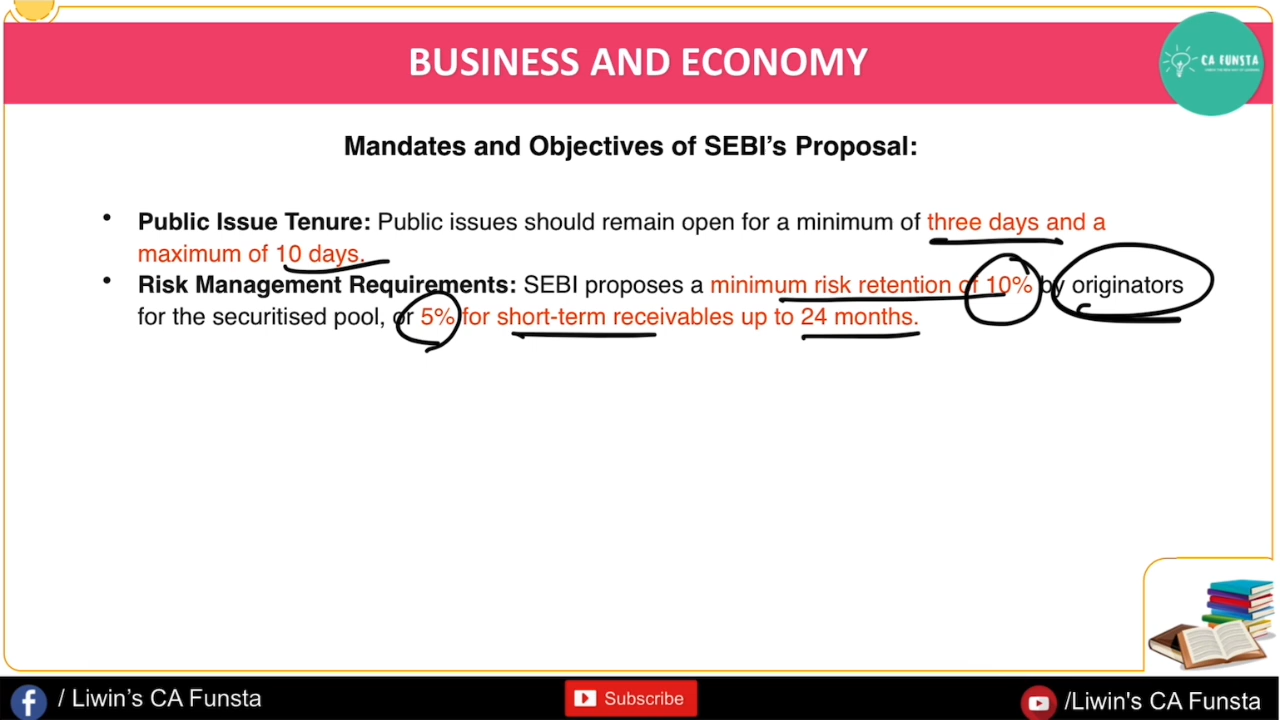 BUSINESS AND ECONOMY
CA FUNSTA
Mandates and Objectives of SEBI's Proposal:
• Public Issue Tenure: Public issues should remain open for a minimum of three days and a
maximum of 10 days.
• Risk Management Requirements: SEBI proposes a minimum risk retention of 10% by originators
for the securitised pool, or 5% for short-term receivables up to 24 months.
/ Liwin's CA Funsta
Subscribe
/Liwin's CA Funsta